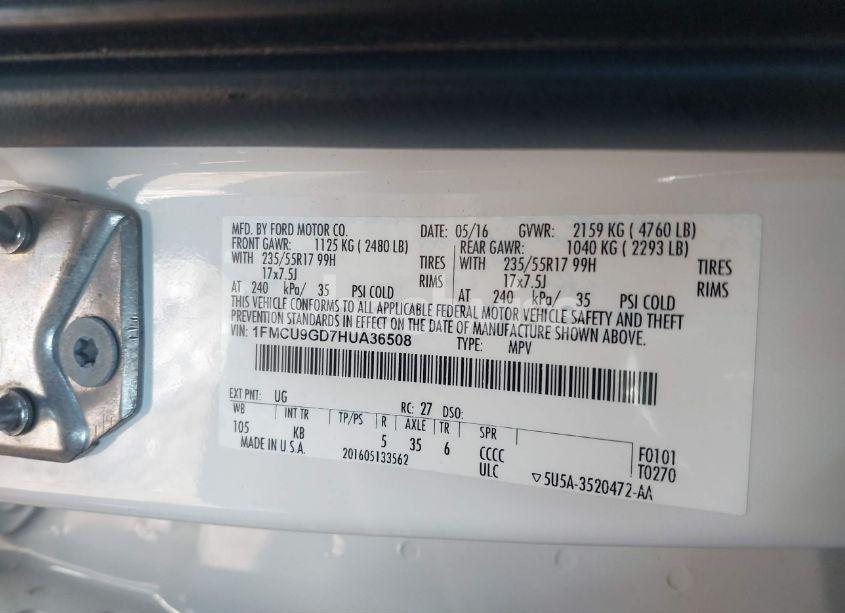 MFD. BY FORD MOTOR CO. DATE: 05/16 GVWR: 2159 KG ( 4760 LB)
FRONT GAWR: 1125 KG ( 2480 LB) REAR GAWR: 1040 KG ( 2293 LB)
WITH 235/55R17 99H TIRES WITH 235/55R17 99H TIRES
17x7.5J RIMS 17x7.5J RIMS
AT 240 kPa/ 35 PSI COLD AT 240 kPa/ 35 PSI COLD
THIS VEHICLE CONFORMS TO ALL APPLICABLE FEDERAL MOTOR VEHICLE SAFETY AND THEFT
PREVENTION STANDARDS IN EFFECT ON THE DATE OF MANUFACTURE SHOWN ABOVE.
VIN: 1FMCU9GD7HUA36508 TYPE: MPV
EXT PNT: UG RC: 27 DSO:
WB INT TR TP/PS R AXLE TR SPR
105 KB 5 35 6 CCCC F0101
MADE IN U.S.A. 201605133562 ULC T0270
▽5U5A-3520472-AA